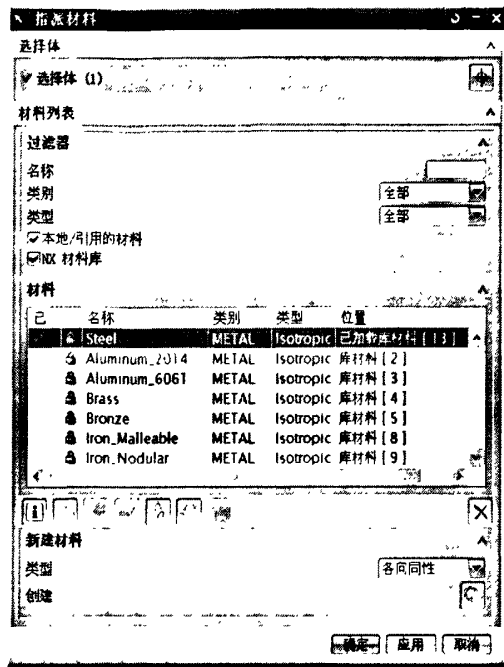 指派材料
选择体
选择体 (1)
材料列表
过滤器
名称
类别 全部
类型 全部
本地/引用的材料
NX 材料库
材料
已 名称 类别 类型 位置
Steel METAL Isotropic 已加载库材料 [ 13 ]
Aluminum_2014 METAL Isotropic 库材料 [ 2 ]
Aluminum_6061 METAL Isotropic 库材料 [ 3 ]
Brass METAL Isotropic 库材料 [ 4 ]
Bronze METAL Isotropic 库材料 [ 5 ]
Iron_Malleable METAL Isotropic 库材料 [ 8 ]
Iron_Nodular METAL Isotropic 库材料 [ 9 ]
新建材料
类型 各向同性
创建
确定 应用 取消